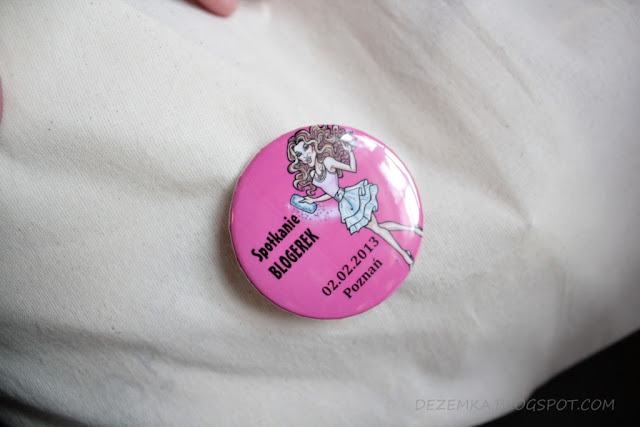 Spotkanie
BLOGEREK
02.02.2013
Poznań
DEZEMKA.BLOGSPOT.COM